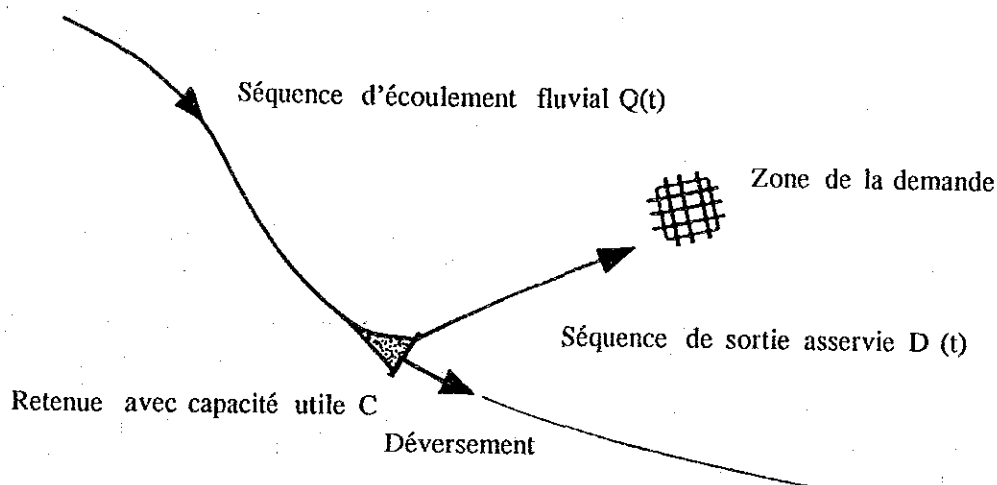 Séquence d'écoulement fluvial Q(t)
Zone de la demande
Séquence de sortie asservie D (t)
Retenue avec capacité utile C
Déversement